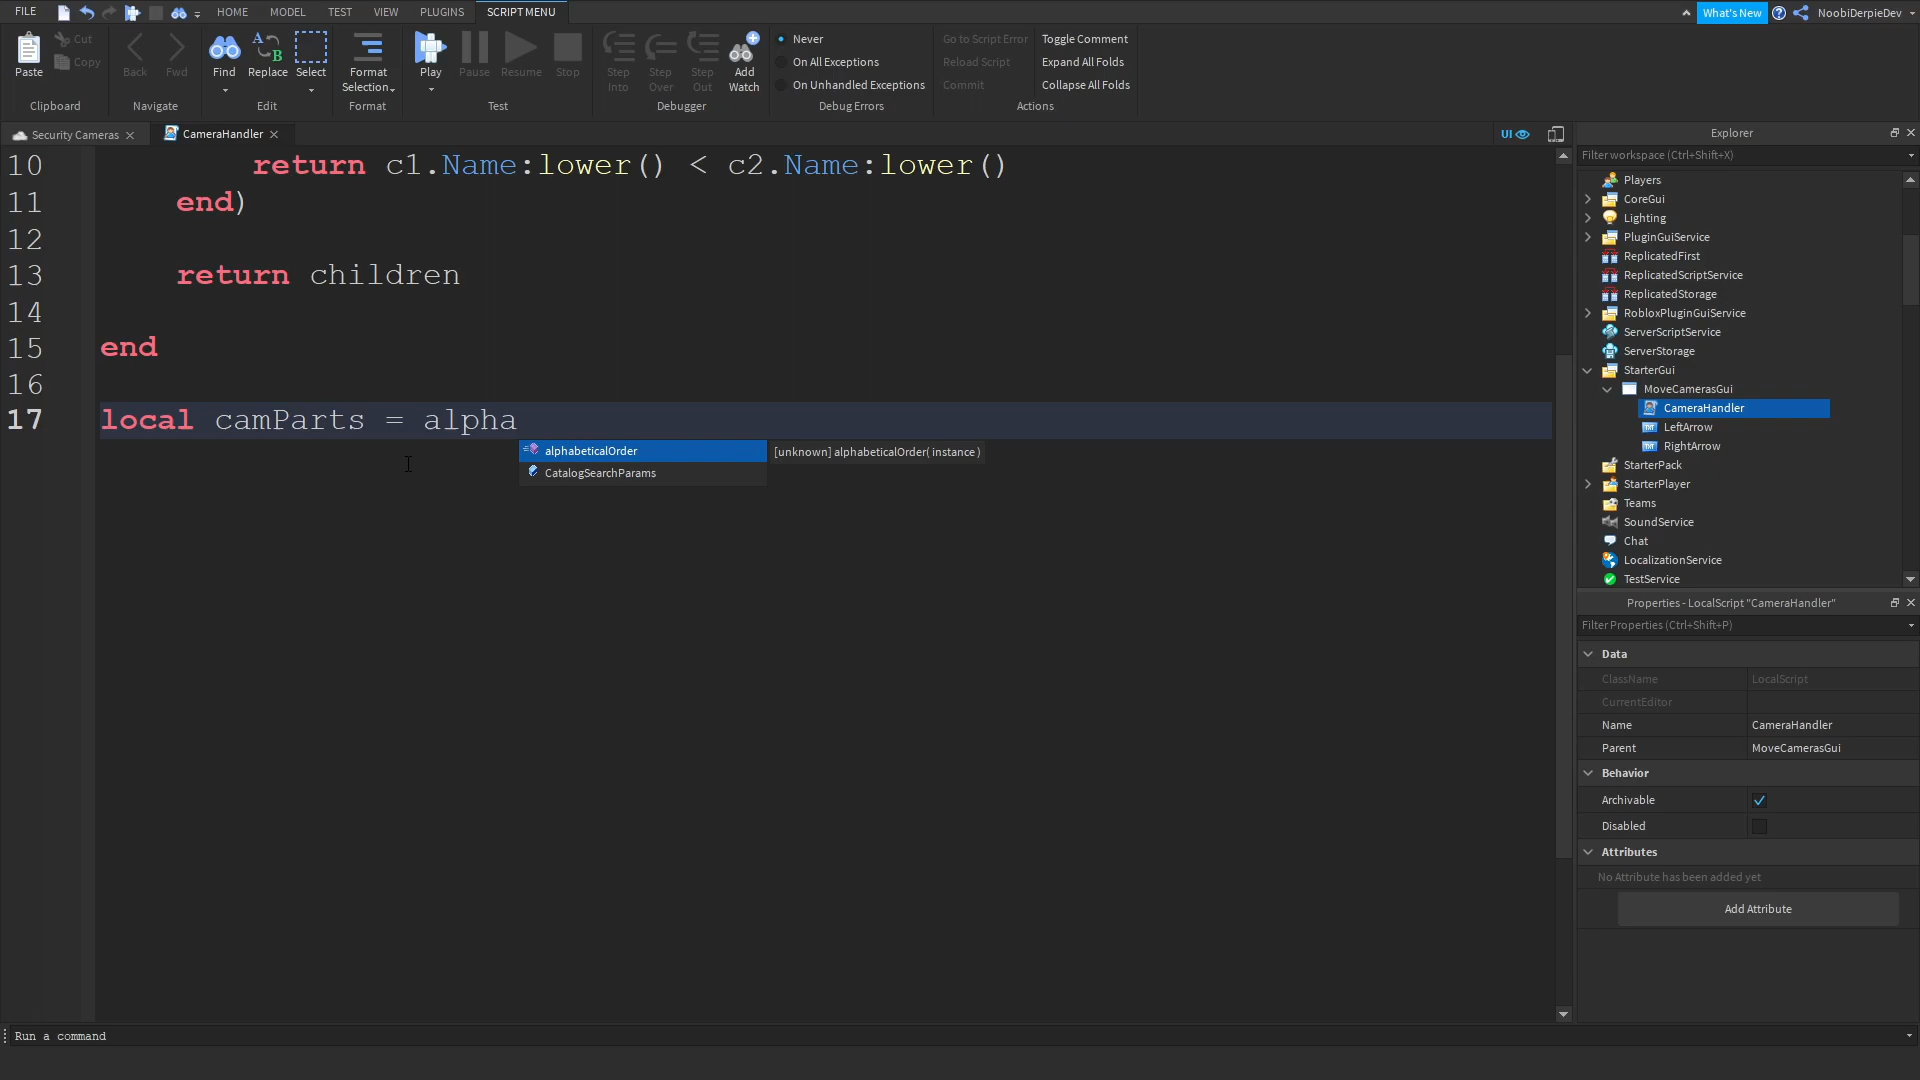 FILE
HOME
MODEL
TEST
VIEW
PLUGINS
SCRIPT MENU
What's New
NoobiDerpieDev
Paste
Cut
Copy
Clipboard
Back
Fwd
Navigate
Find
Replace
Select
Edit
Format
Selection
Format
Play
Pause
Resume
Stop
Test
Step
Into
Step
Over
Step
Out
Add
Watch
Debugger
Never
On All Exceptions
On Unhandled Exceptions
Debug Errors
Go to Script Error
Reload Script
Commit
Toggle Comment
Expand All Folds
Collapse All Folds
Actions
Security Cameras
CameraHandler
UI
10 return c1.Name:lower() < c2.Name:lower()
11 end)
12
13 return children
14
15 end
16
17 local camParts = alpha
alphabeticalOrder
[unknown] alphabeticalOrder( instance )
CatalogSearchParams
Explorer
Filter workspace (Ctrl+Shift+X)
Players
CoreGui
Lighting
PluginGuiService
ReplicatedFirst
ReplicatedScriptService
ReplicatedStorage
RobloxPluginGuiService
ServerScriptService
ServerStorage
StarterGui
MoveCamerasGui
CameraHandler
LeftArrow
RightArrow
StarterPack
StarterPlayer
Teams
SoundService
Chat
LocalizationService
TestService
Properties - LocalScript "CameraHandler"
Filter Properties (Ctrl+Shift+P)
Data
ClassName LocalScript
CurrentEditor
Name CameraHandler
Parent MoveCamerasGui
Behavior
Archivable
Disabled
Attributes
No Attribute has been added yet
Add Attribute
Run a command